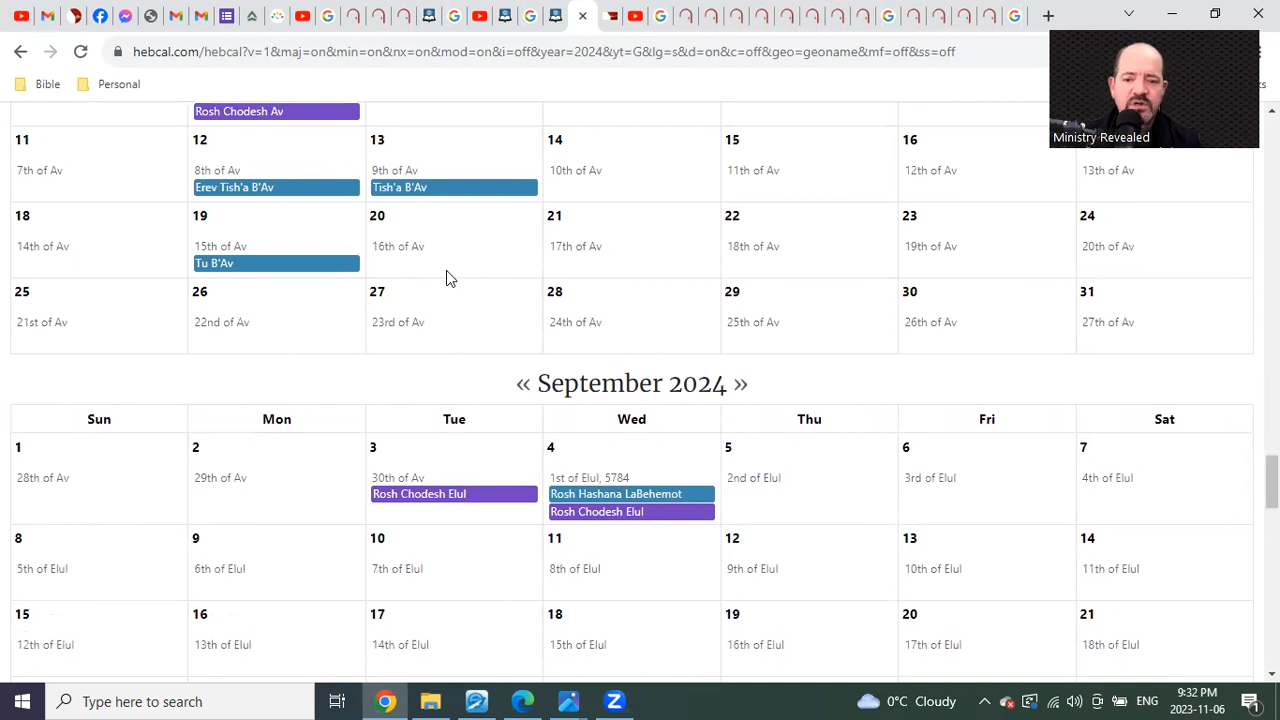 hebcal.com/hebcal?v=1&maj=on&min=on&nx=on&mod=on&i=off&year=2024&yt=G&lg=s&d=on&c=off&geo=geoname&mf=off&ss=off
Bible Personal
Ministry Revealed
Rosh Chodesh Av
11 12 13 14 15 16
7th of Av 8th of Av 9th of Av 10th of Av 11th of Av 12th of Av 13th of Av
Erev Tish'a B'Av Tish'a B'Av
18 19 20 21 22 23 24
14th of Av 15th of Av 16th of Av 17th of Av 18th of Av 19th of Av 20th of Av
Tu B'Av
25 26 27 28 29 30 31
21st of Av 22nd of Av 23rd of Av 24th of Av 25th of Av 26th of Av 27th of Av
« September 2024 »
Sun Mon Tue Wed Thu Fri Sat
1 2 3 4 5 6 7
28th of Av 29th of Av 30th of Av 1st of Elul, 5784 2nd of Elul 3rd of Elul 4th of Elul
Rosh Chodesh Elul Rosh Hashana LaBehemot
Rosh Chodesh Elul
8 9 10 11 12 13 14
5th of Elul 6th of Elul 7th of Elul 8th of Elul 9th of Elul 10th of Elul 11th of Elul
15 16 17 18 19 20 21
12th of Elul 13th of Elul 14th of Elul 15th of Elul 16th of Elul 17th of Elul 18th of Elul
Type here to search 0°C Cloudy ENG 9:32 PM
2023-11-06